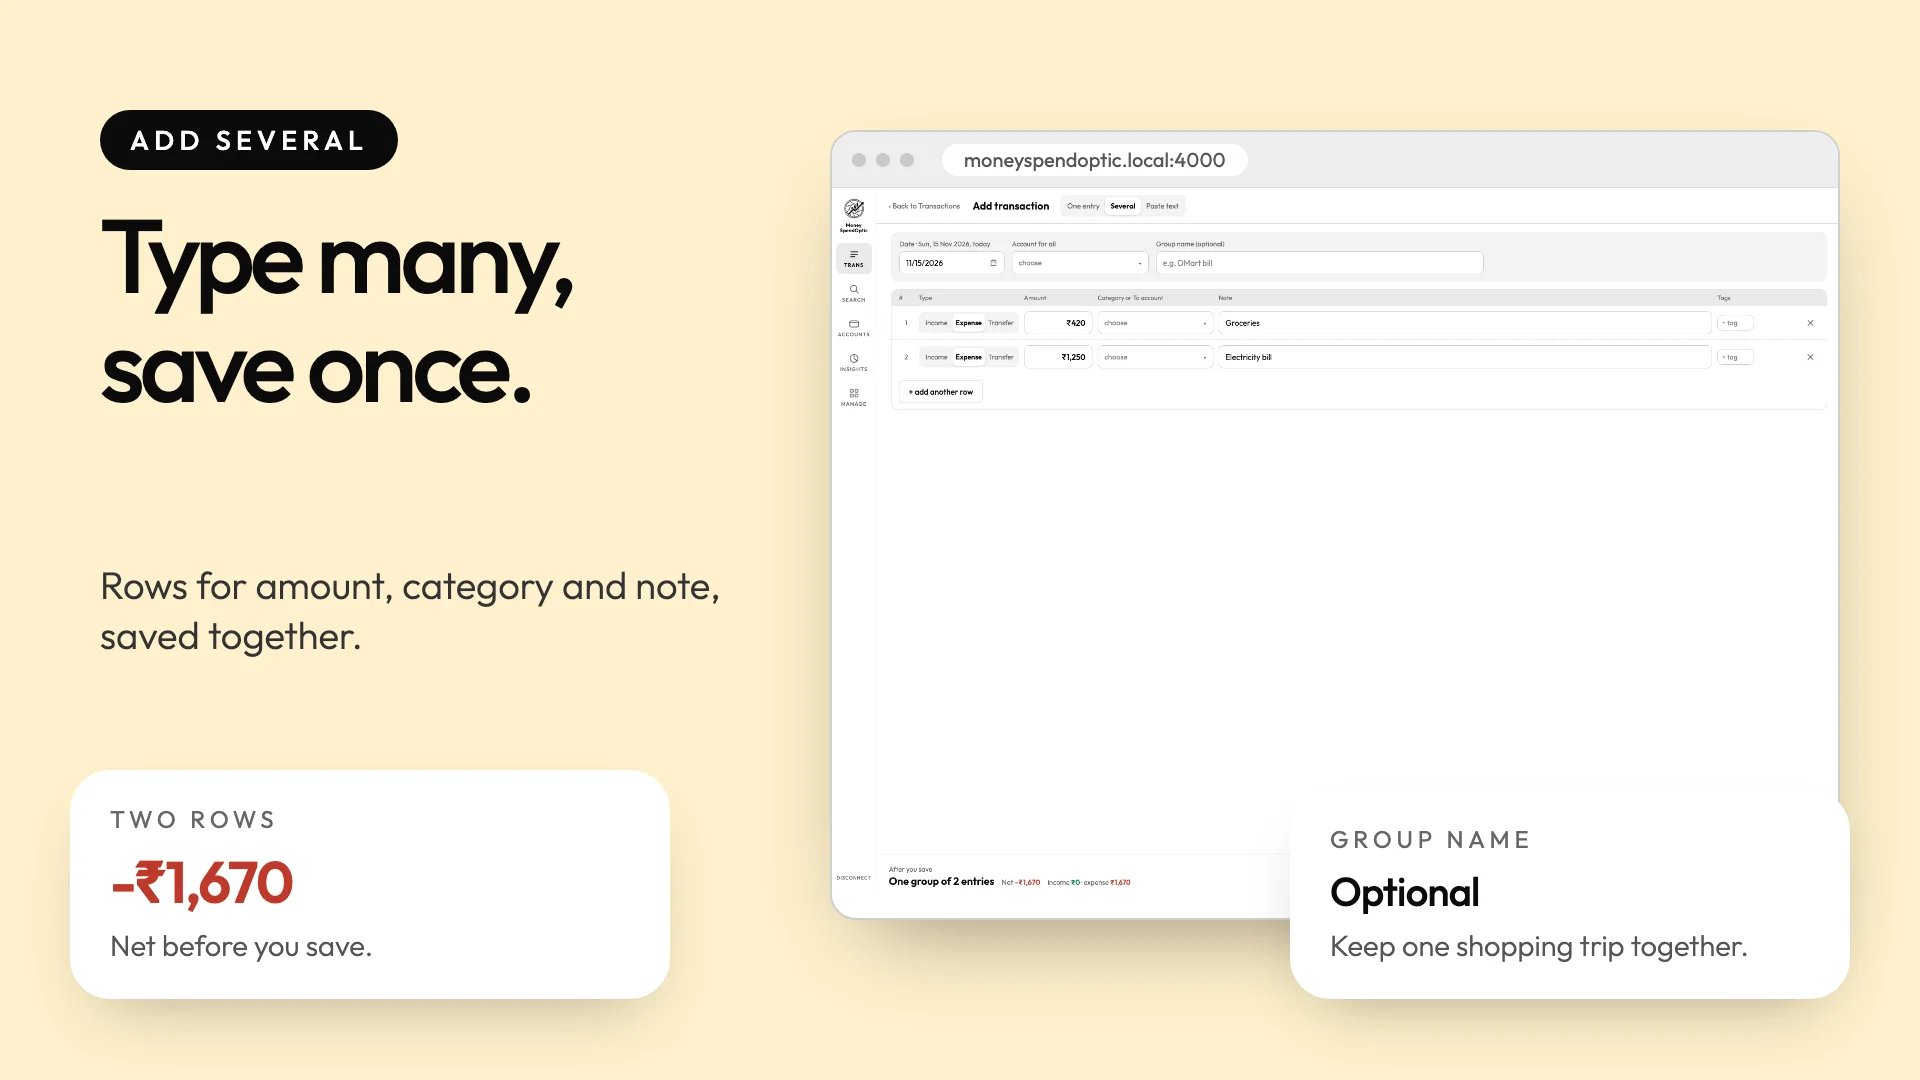 ADD SEVERAL
Type many,
save once.
Rows for amount, category and note,
saved together.
TWO ROWS
-₹1,670
Net before you save.
moneyspendoptic.local:4000
Money
SpendOptic
TRANS
SEARCH
ACCOUNTS
INSIGHTS
MANAGE
DISCONNECT
‹ Back to Transactions Add transaction One entry Several Paste text
Date · Sun, 15 Nov 2026, today Account for all Group name (optional)
11/15/2026 choose e.g. DMart bill
# Type Amount Category or To account Note Tags
1 Income Expense Transfer ₹420 choose Groceries + tag ×
2 Income Expense Transfer ₹1,250 choose Electricity bill + tag ×
+ add another row
After you save
One group of 2 entries Net -₹1,670 Income ₹0 · expense ₹1,670
GROUP NAME
Optional
Keep one shopping trip together.